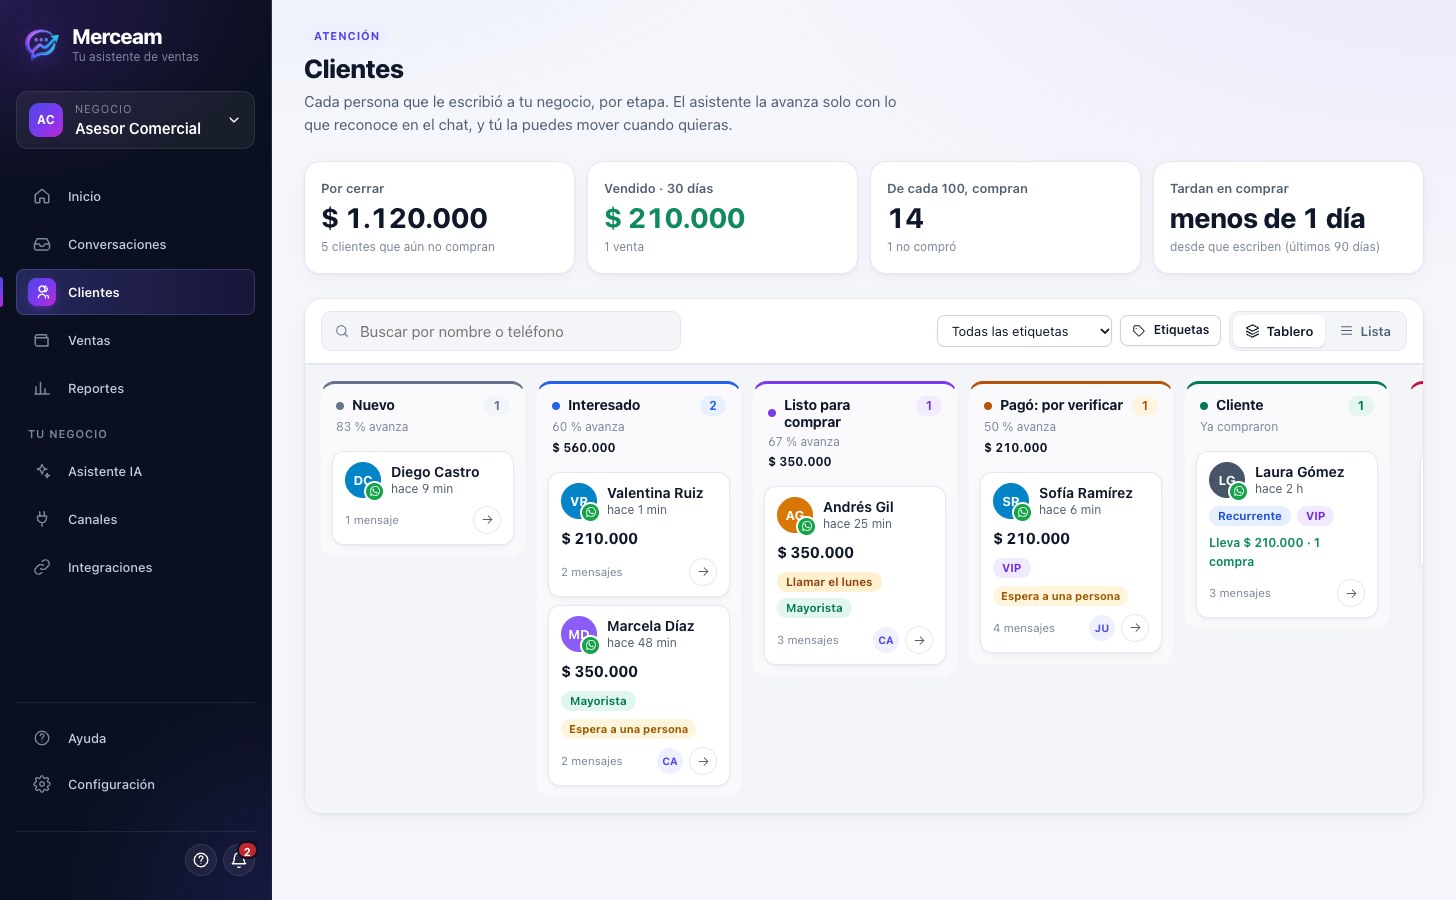 Merceam
Tu asistente de ventas
AC
NEGOCIO
Asesor Comercial
Inicio
Conversaciones
Clientes
Ventas
Reportes
TU NEGOCIO
Asistente IA
Canales
Integraciones
Ayuda
Configuración
2
ATENCIÓN
Clientes
Cada persona que le escribió a tu negocio, por etapa. El asistente la avanza solo con lo
que reconoce en el chat, y tú la puedes mover cuando quieras.
Por cerrar
$ 1.120.000
5 clientes que aún no compran
Vendido · 30 días
$ 210.000
1 venta
De cada 100, compran
14
1 no compró
Tardan en comprar
menos de 1 día
desde que escriben (últimos 90 días)
Buscar por nombre o teléfono
Todas las etiquetas
Etiquetas
Tablero
Lista
Nuevo 1
83 % avanza
DC
Diego Castro
hace 9 min
1 mensaje
Interesado 2
60 % avanza
$ 560.000
VR
Valentina Ruiz
hace 1 min
$ 210.000
2 mensajes
MD
Marcela Díaz
hace 48 min
$ 350.000
Mayorista
Espera a una persona
2 mensajes CA
Listo para
comprar
1
67 % avanza
$ 350.000
AG
Andrés Gil
hace 25 min
$ 350.000
Llamar el lunes
Mayorista
3 mensajes CA
Pagó: por verificar 1
50 % avanza
$ 210.000
SR
Sofía Ramírez
hace 6 min
$ 210.000
VIP
Espera a una persona
4 mensajes JU
Cliente 1
Ya compraron
LG
Laura Gómez
hace 2 h
Recurrente VIP
Lleva $ 210.000 · 1
compra
3 mensajes